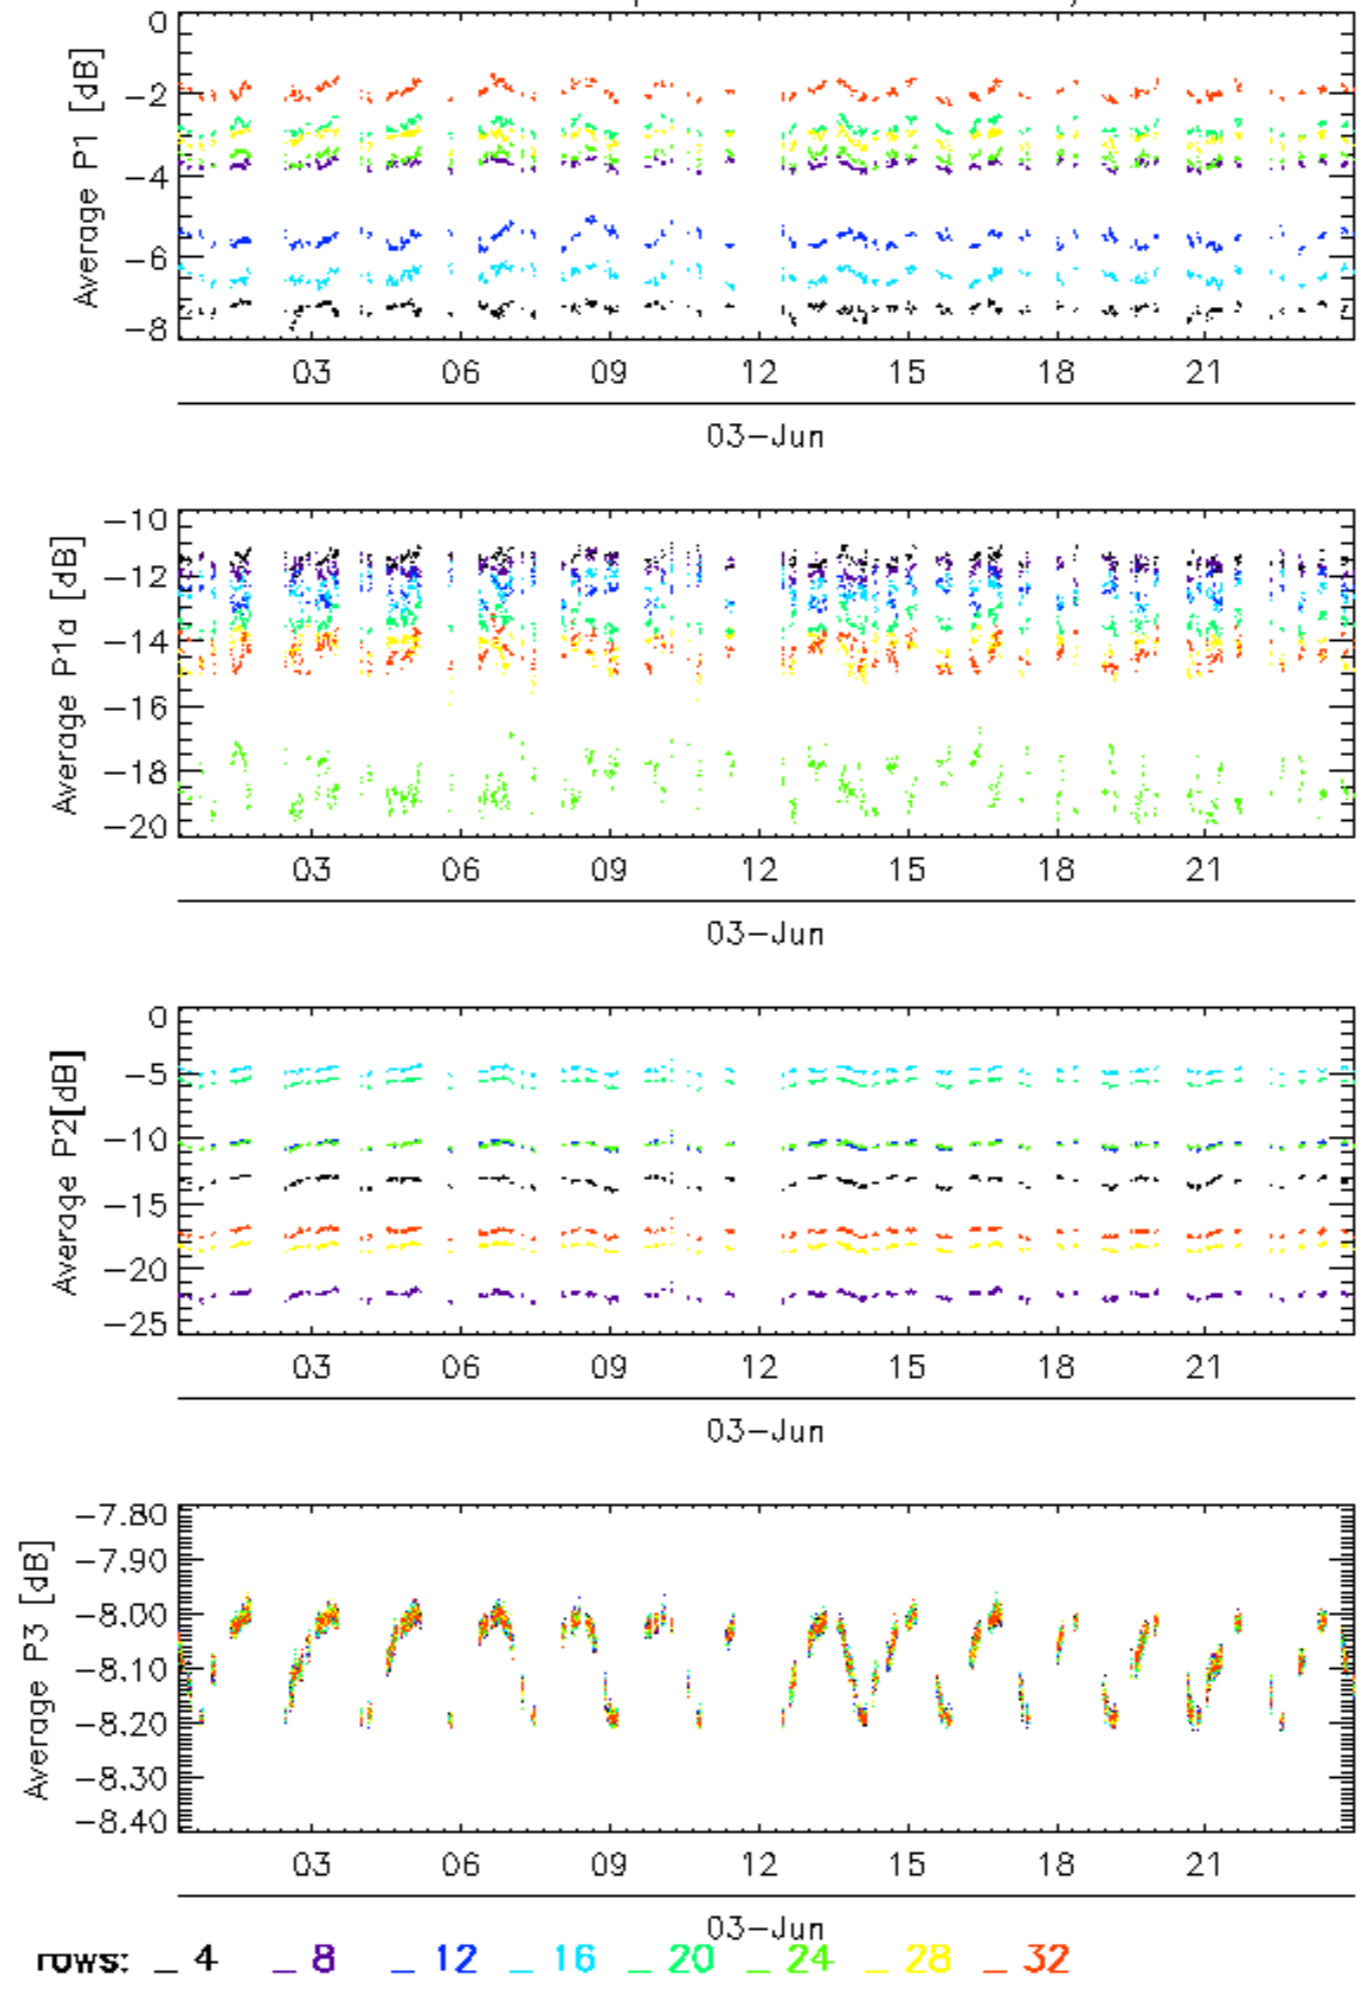 0
-2
-4
-6
-8
Average P1 [dB]
03 06 09 12 15 18 21
03-Jun
-10
-12
-14
-16
-18
-20
Average P1a [dB]
03 06 09 12 15 18 21
03-Jun
0
-5
-10
-15
-20
-25
Average P2[dB]
03 06 09 12 15 18 21
03-Jun
-7.80
-7.90
-8.00
-8.10
-8.20
-8.30
-8.40
Average P3 [dB]
03 06 09 12 15 18 21
03-Jun
rows: _ 4 _ 8 _ 12 _ 16 _ 20 _ 24 _ 28 _ 32